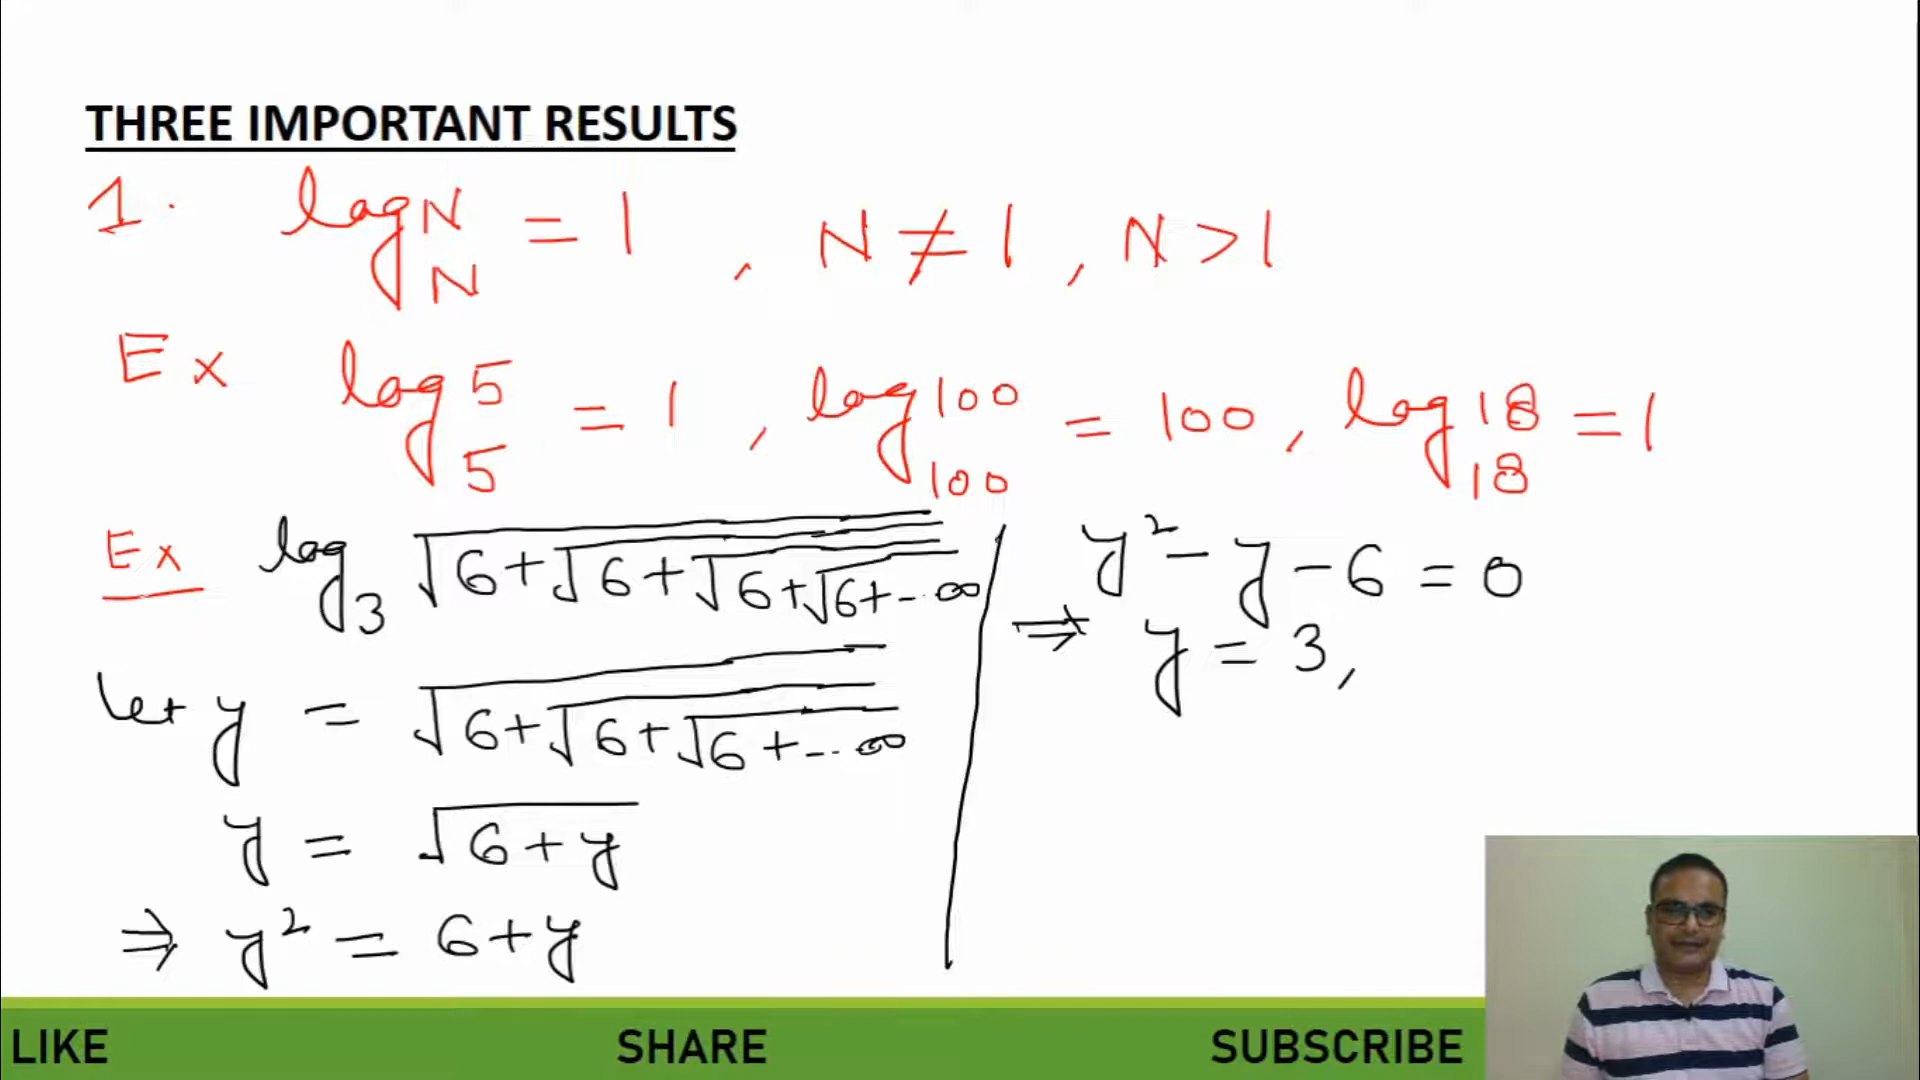 THREE IMPORTANT RESULTS
1. log_N N = 1 , N ≠ 1 , N > 1
Ex log_5 5 = 1 , log_100 100 = 100 , log_18 18 = 1
Ex log_3 √(6+√(6+√(6+√(6+--∞
let y = √(6+√(6+√(6+--∞
y = √(6+y)
⇒ y² = 6+y
y² - y - 6 = 0
⇒ y = 3,
LIKE SHARE SUBSCRIBE